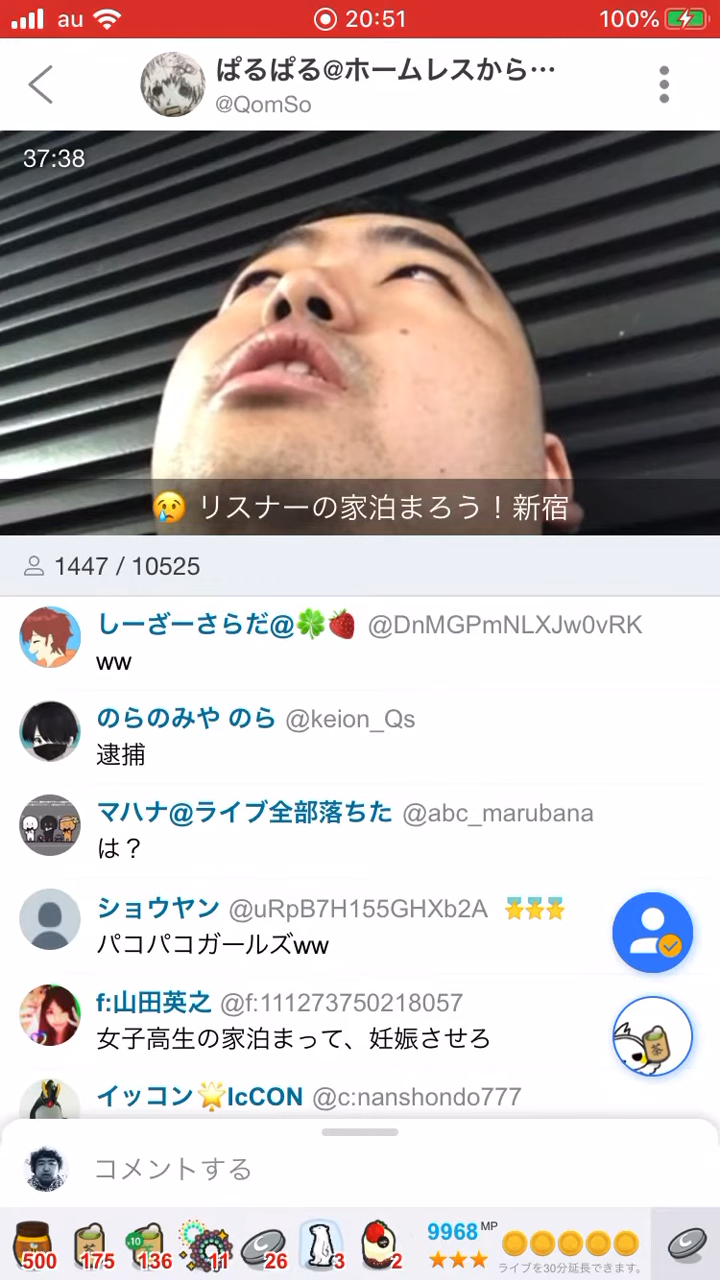 au 20:51 100%
ぱるぱる@ホームレスから…
@QomSo
37:38
😢 リスナーの家泊まろう！新宿
1447 / 10525
しーざーさらだ@🍀🍓 @DnMGPmNLXJw0vRK
ww
のらのみや のら @keion_Qs
逮捕
マハナ@ライブ全部落ちた @abc_marubana
は？
ショウヤン @uRpB7H155GHXb2A
パコパコガールズww
f:山田英之 @f:111273750218057
女子高生の家泊まって、妊娠させろ
イッコン🌟IcCON @c:nanshondo777
茶
コメントする
500 茶 175 x10 136 11 26 3 2 9968 MP
ライブを30分延長できます。